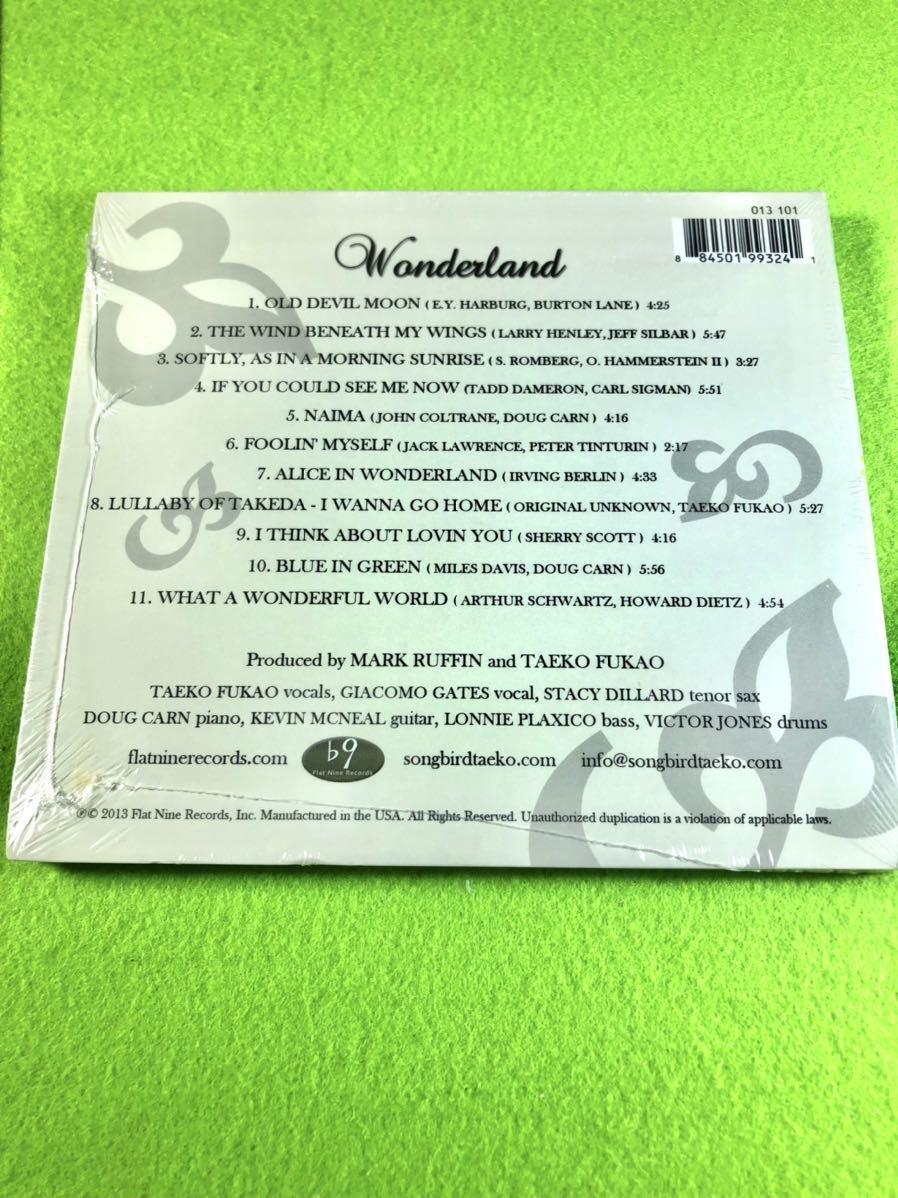 013 101
8 84501 99324 1
Wonderland
1. OLD DEVIL MOON ( E.Y. HARBURG, BURTON LANE ) 4:25
2. THE WIND BENEATH MY WINGS ( LARRY HENLEY, JEFF SILBAR ) 5:47
3. SOFTLY, AS IN A MORNING SUNRISE ( S. ROMBERG, O. HAMMERSTEIN II ) 3:27
4. IF YOU COULD SEE ME NOW (TADD DAMERON, CARL SIGMAN) 5:51
5. NAIMA ( JOHN COLTRANE, DOUG CARN ) 4:16
6. FOOLIN' MYSELF ( JACK LAWRENCE, PETER TINTURIN ) 2:17
7. ALICE IN WONDERLAND ( IRVING BERLIN ) 4:33
8. LULLABY OF TAKEDA - I WANNA GO HOME ( ORIGINAL UNKNOWN, TAEKO FUKAO ) 5:27
9. I THINK ABOUT LOVIN YOU ( SHERRY SCOTT ) 4:16
10. BLUE IN GREEN ( MILES DAVIS, DOUG CARN ) 5:56
11. WHAT A WONDERFUL WORLD ( ARTHUR SCHWARTZ, HOWARD DIETZ ) 4:54
Produced by MARK RUFFIN and TAEKO FUKAO
TAEKO FUKAO vocals, GIACOMO GATES vocal, STACY DILLARD tenor sax
DOUG CARN piano, KEVIN MCNEAL guitar, LONNIE PLAXICO bass, VICTOR JONES drums
flatninerecords.com ♭9 songbirdtaeko.com info@songbirdtaeko.com
Flat Nine Records
℗© 2013 Flat Nine Records, Inc. Manufactured in the USA. All Rights Reserved. Unauthorized duplication is a violation of applicable laws.